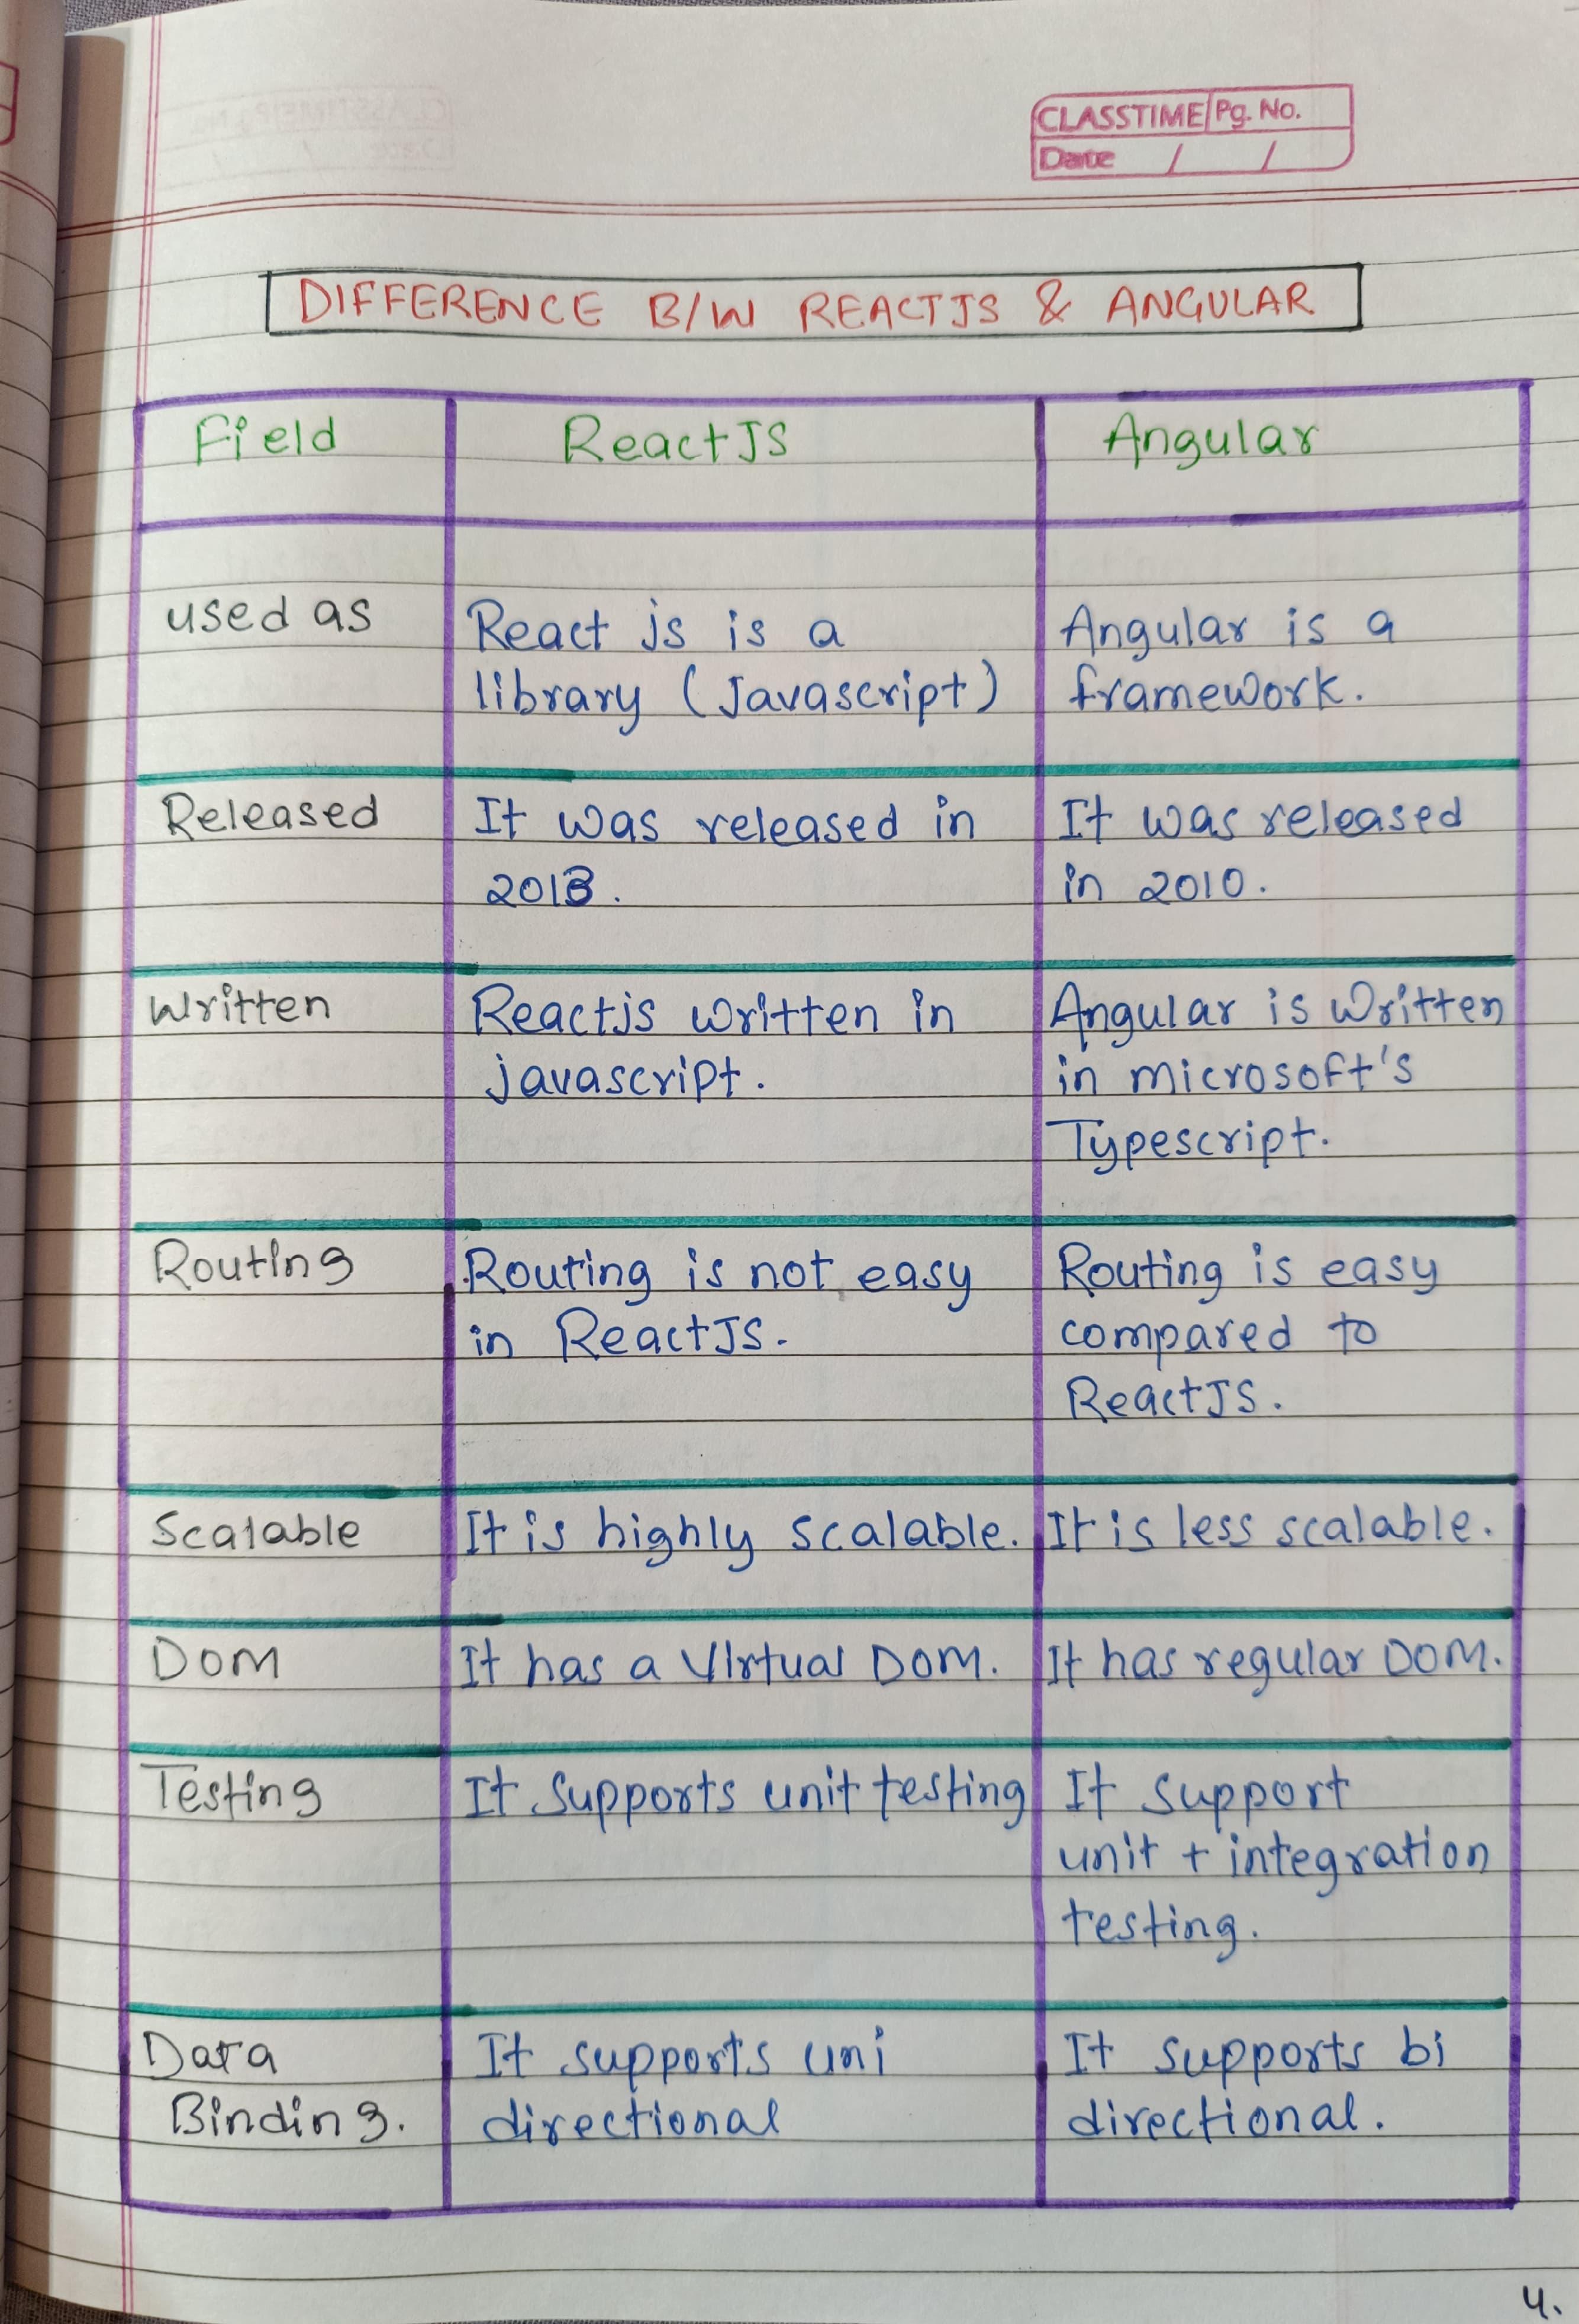 CLASSTIME Pg. No.
Date / /
DIFFERENCE B/W REACTJS & ANGULAR
Field ReactJS Angular
used as React js is a Angular is a
library (Javascript) framework.
Released It was released in It was released
2013. in 2010.
Written Reactjs written in Angular is written
javascript. in microsoft's
Typescript.
Routing Routing is not easy Routing is easy
in ReactJS. compared to
ReactJS.
Scalable It is highly scalable. It is less scalable.
DOM It has a Virtual DOM. It has regular DOM.
Testing It supports unit testing It support
unit + integration
testing.
Data It supports uni It supports bi
Binding. directional directional.
4.